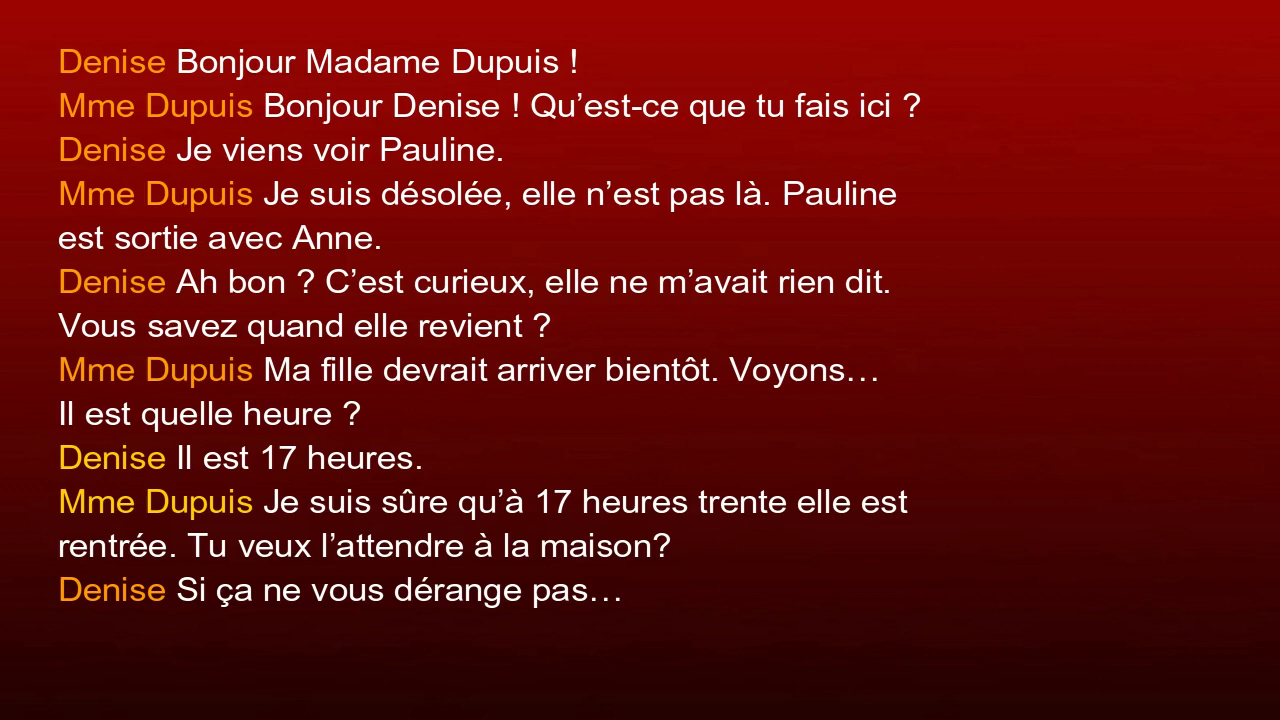 Denise Bonjour Madame Dupuis !
Mme Dupuis Bonjour Denise ! Qu’est-ce que tu fais ici ?
Denise Je viens voir Pauline.
Mme Dupuis Je suis désolée, elle n’est pas là. Pauline
est sortie avec Anne.
Denise Ah bon ? C’est curieux, elle ne m’avait rien dit.
Vous savez quand elle revient ?
Mme Dupuis Ma fille devrait arriver bientôt. Voyons…
Il est quelle heure ?
Denise Il est 17 heures.
Mme Dupuis Je suis sûre qu’à 17 heures trente elle est
rentrée. Tu veux l’attendre à la maison?
Denise Si ça ne vous dérange pas…